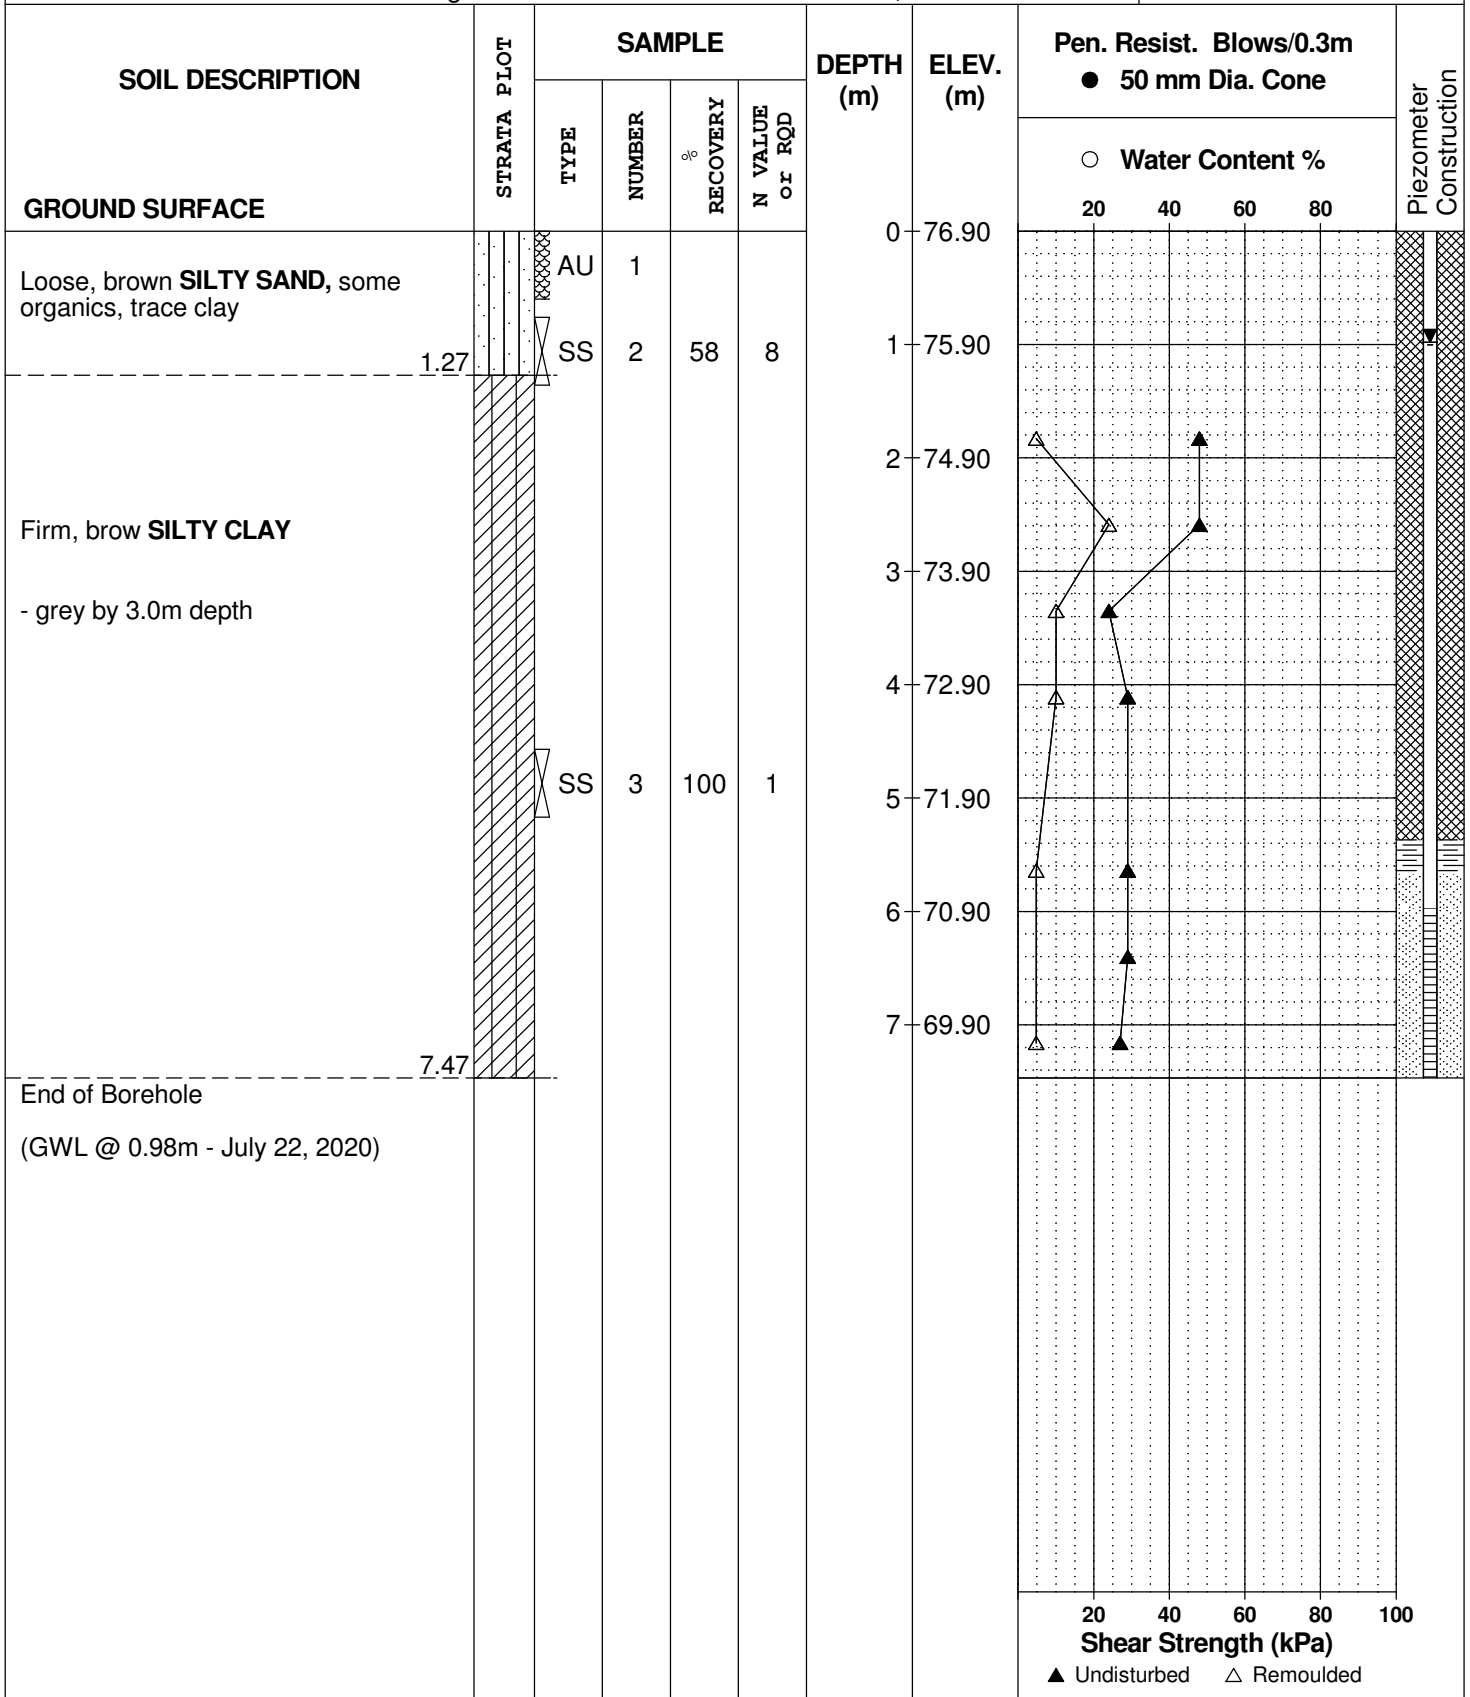 SOIL DESCRIPTION
GROUND SURFACE
STRATA PLOT
SAMPLE
TYPE
NUMBER
%
RECOVERY
N VALUE
or RQD
DEPTH
(m)
ELEV.
(m)
Pen. Resist. Blows/0.3m
● 50 mm Dia. Cone
○ Water Content %
20 40 60 80
Piezometer
Construction
0 76.90
AU 1
Loose, brown SILTY SAND, some
organics, trace clay
1.27
SS 2 58 8
1 75.90
2 74.90
Firm, brow SILTY CLAY
3 73.90
- grey by 3.0m depth
4 72.90
SS 3 100 1
5 71.90
6 70.90
7 69.90
7.47
End of Borehole
(GWL @ 0.98m - July 22, 2020)
20 40 60 80 100
Shear Strength (kPa)
▲ Undisturbed △ Remoulded